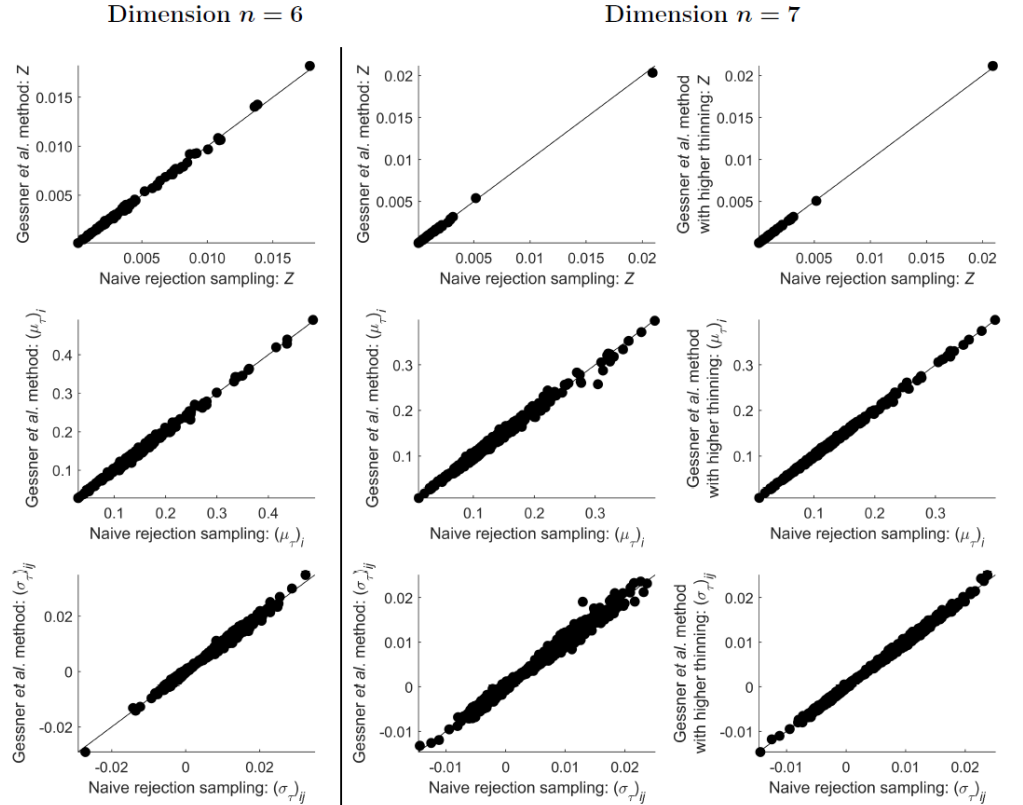 Dimension n = 6
Dimension n = 7
Gessner et al. method: Z
0.015
0.01
0.005
0.005
0.01
0.015
Naive rejection sampling: Z
Gessner et al. method: Z
0.02
0.015
0.01
0.005
0.005
0.01
0.015
0.02
Naive rejection sampling: Z
Gessner et al. method
with higher thinning: Z
0.02
0.015
0.01
0.005
0.005
0.01
0.015
0.02
Naive rejection sampling: Z
Gessner et al. method: (μτ)i
0.4
0.3
0.2
0.1
0.1
0.2
0.3
0.4
Naive rejection sampling: (μτ)i
Gessner et al. method: (μτ)i
0.3
0.2
0.1
0.1
0.2
0.3
Naive rejection sampling: (μτ)i
Gessner et al. method
with higher thinning: (μτ)i
0.3
0.2
0.1
0.1
0.2
0.3
Naive rejection sampling: (μτ)i
Gessner et al. method: (στ)ij
0.02
0
-0.02
-0.02
0
0.02
Naive rejection sampling: (στ)ij
Gessner et al. method: (στ)ij
0.02
0.01
0
-0.01
-0.01
0
0.01
0.02
Naive rejection sampling: (στ)ij
Gessner et al. method
with higher thinning: (στ)ij
0.02
0.01
0
-0.01
-0.01
0
0.01
0.02
Naive rejection sampling: (στ)ij